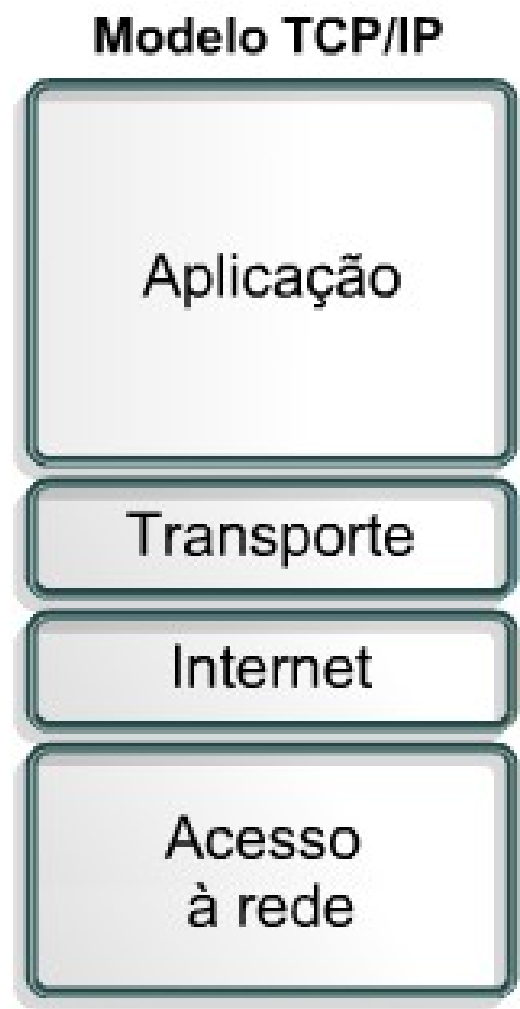 Modelo TCP/IP
Aplicação
Transporte
Internet
Acesso
à rede